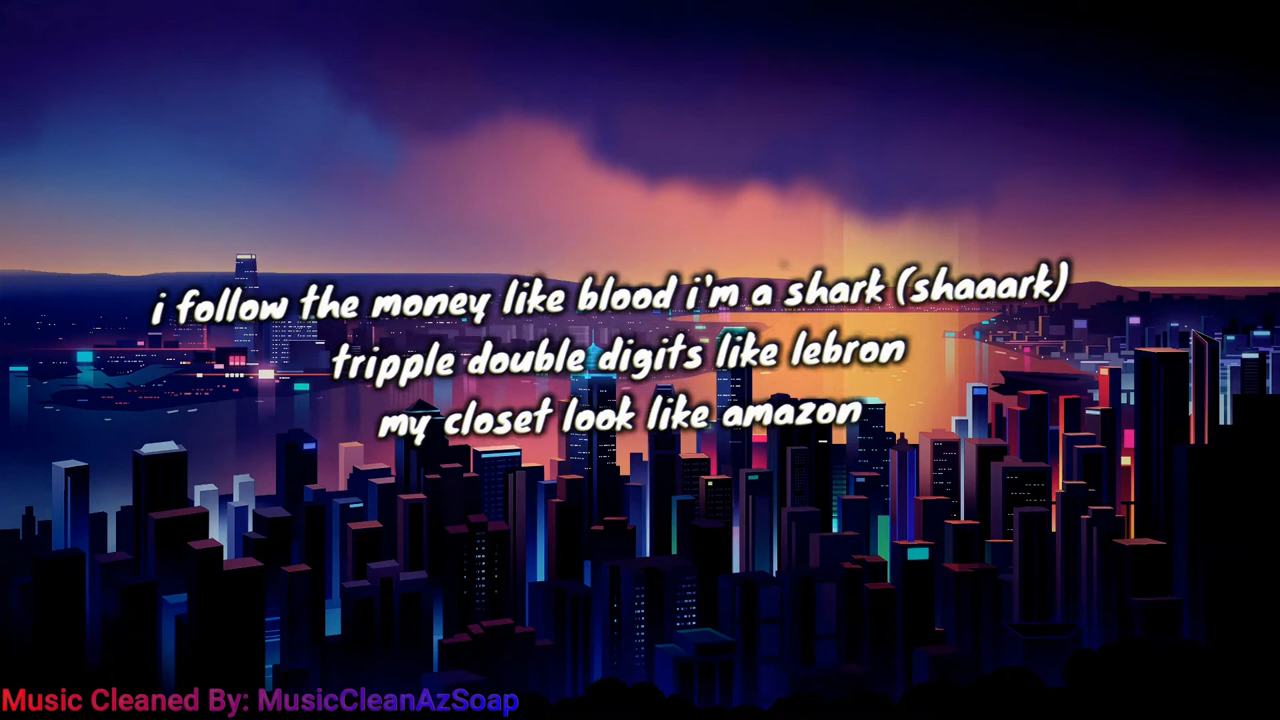 i follow the money like blood i'm a shark (shaaark)
tripple double digits like lebron
my closet look like amazon
Music Cleaned By: MusicCleanAzSoap